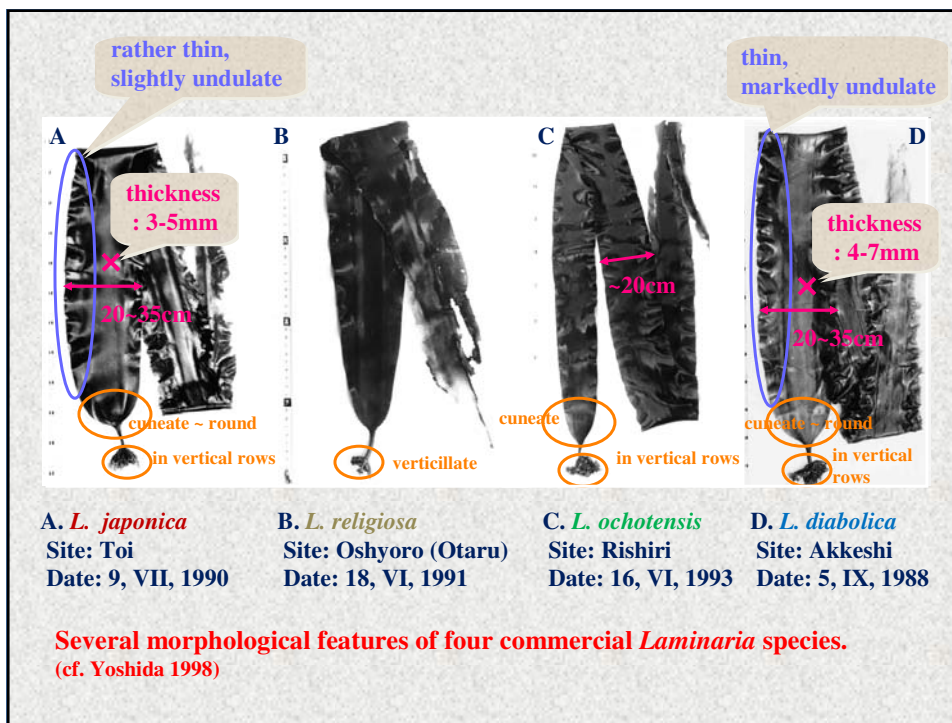 rather thin,
slightly undulate
thin,
markedly undulate
A
B
C
D
thickness
: 3-5mm
thickness
: 4-7mm
20~35cm
~20cm
20~35cm
cuneate ~ round
cuneate
cuneate ~ round
in vertical rows
verticillate
in vertical rows
in vertical
rows
A. L. japonica
Site: Toi
Date: 9, VII, 1990
B. L. religiosa
Site: Oshyoro (Otaru)
Date: 18, VI, 1991
C. L. ochotensis
Site: Rishiri
Date: 16, VI, 1993
D. L. diabolica
Site: Akkeshi
Date: 5, IX, 1988
Several morphological features of four commercial Laminaria species.
(cf. Yoshida 1998)